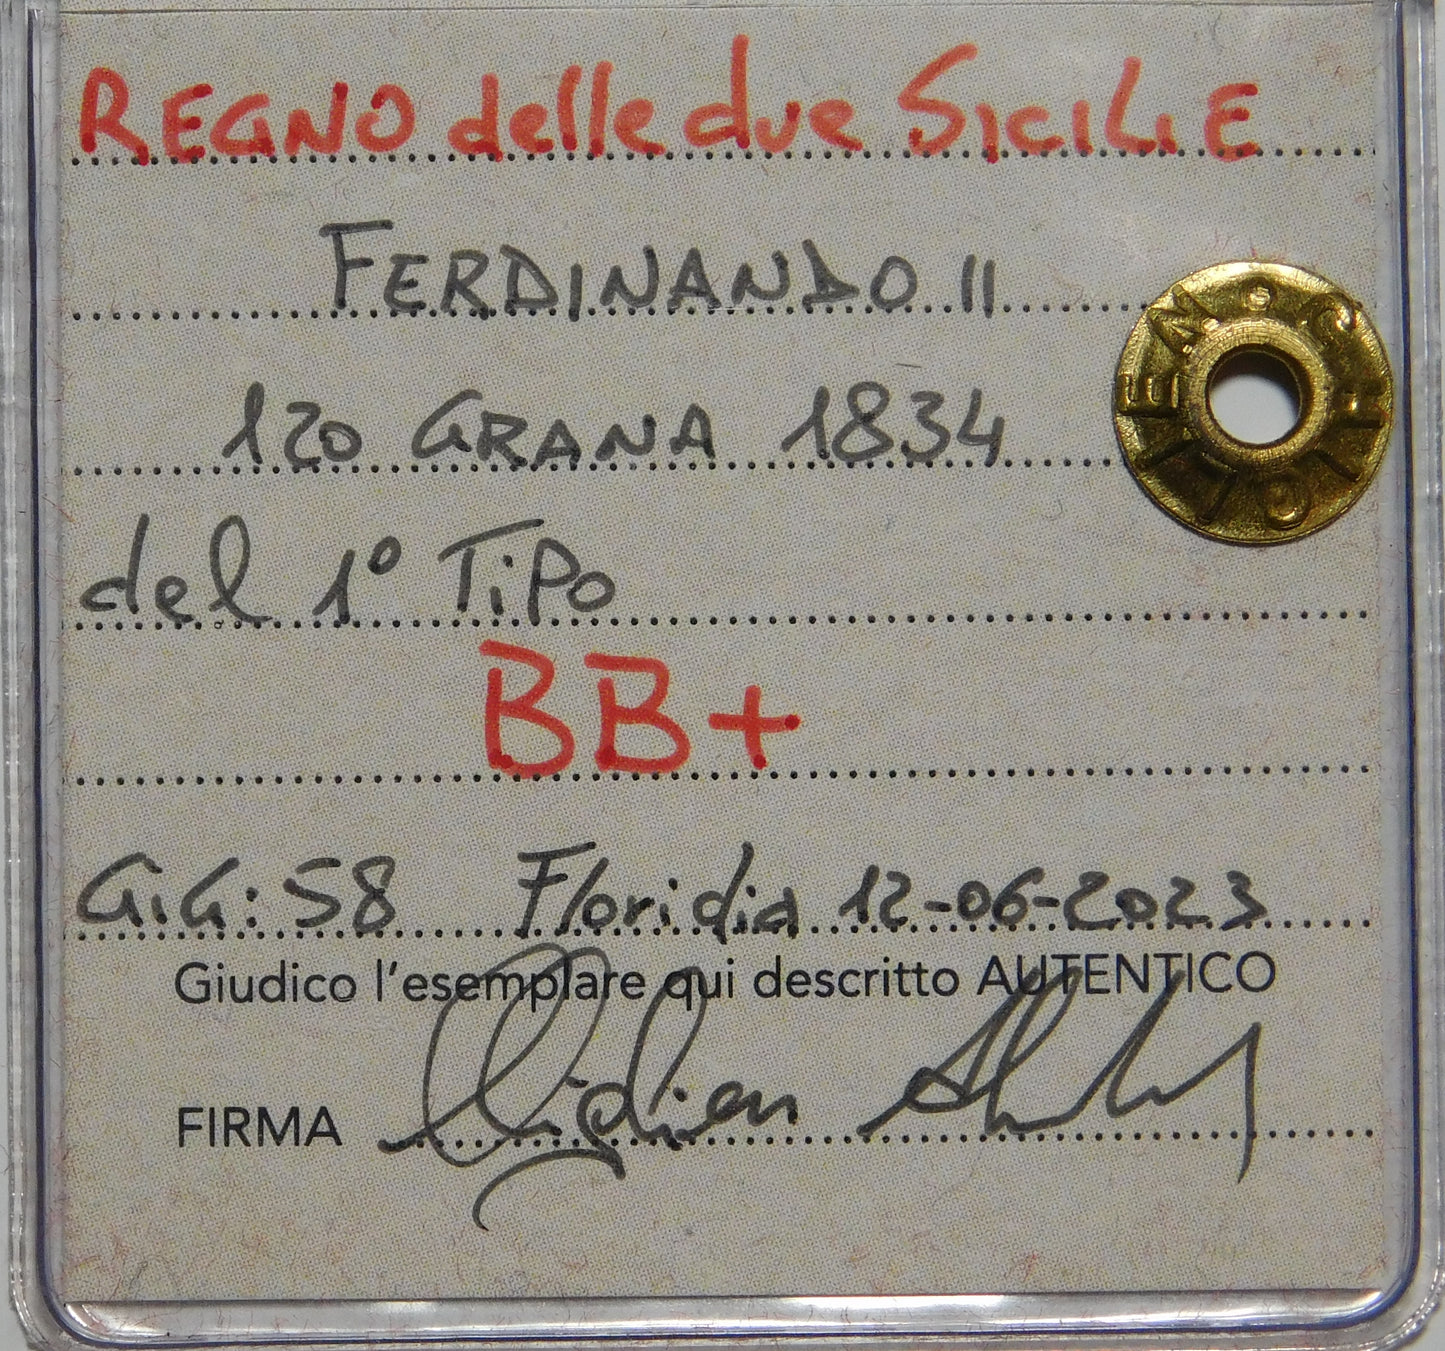 REGNO delle due SICILIE
FERDINANDO II
120 GRANA 1834
del 1° TiPo
BB+
GiG: 58 Floridia 12-06-2023
Giudico l'esemplare qui descritto AUTENTICO
FIRMA